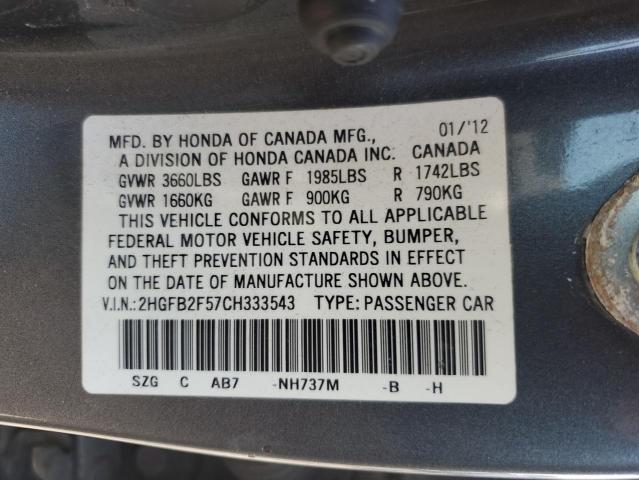 MFD. BY HONDA OF CANADA MFG., 01/'12
A DIVISION OF HONDA CANADA INC. CANADA
GVWR 3660LBS GAWR F 1985LBS R 1742LBS
GVWR 1660KG GAWR F 900KG R 790KG
THIS VEHICLE CONFORMS TO ALL APPLICABLE
FEDERAL MOTOR VEHICLE SAFETY, BUMPER,
AND THEFT PREVENTION STANDARDS IN EFFECT
ON THE DATE OF MANUFACTURE SHOWN ABOVE.
V.I.N.:2HGFB2F57CH333543 TYPE:PASSENGER CAR
SZG C AB7 -NH737M -B -H